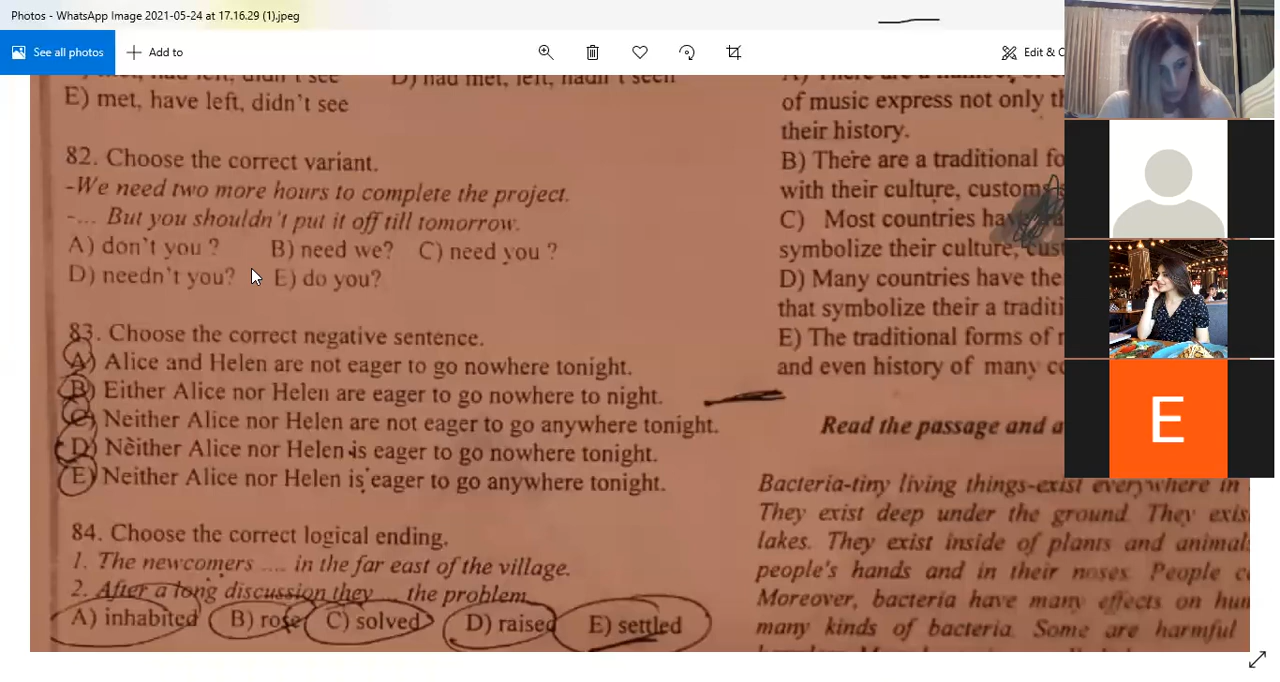 Photos - WhatsApp Image 2021-05-24 at 17.16.29 (1).jpeg
See all photos
Add to
Edit & C
met, had left, didn't see
D) had met, left, hadn't seen
E) met, have left, didn't see
82. Choose the correct variant.
-We need two more hours to complete the project.
-... But you shouldn't put it off till tomorrow.
A) don't you ? B) need we? C) need you ?
D) needn't you? E) do you?
83. Choose the correct negative sentence.
A) Alice and Helen are not eager to go nowhere tonight.
B) Either Alice nor Helen are eager to go nowhere to night.
C) Neither Alice nor Helen are not eager to go anywhere tonight.
D) Neither Alice nor Helen is eager to go nowhere tonight.
E) Neither Alice nor Helen is eager to go anywhere tonight.
84. Choose the correct logical ending.
1. The newcomers .... in the far east of the village.
2. After a long discussion they ... the problem.
A) inhabited B) rose C) solved D) raised E) settled
A) There are a number of
of music express not only th
their history.
B) There are a traditional fo
with their culture, customs
C) Most countries have
symbolize their culture,
D) Many countries have the
that symbolize their a traditi
E) The traditional forms of
and even history of many co
Read the passage and a
Bacteria-tiny living things-exist everywhere in
They exist deep under the ground. They exis
lakes. They exist inside of plants and animal
people's hands and in their noses. People c
Moreover, bacteria have many effects on hun
many kinds of bacteria. Some are harmful
E